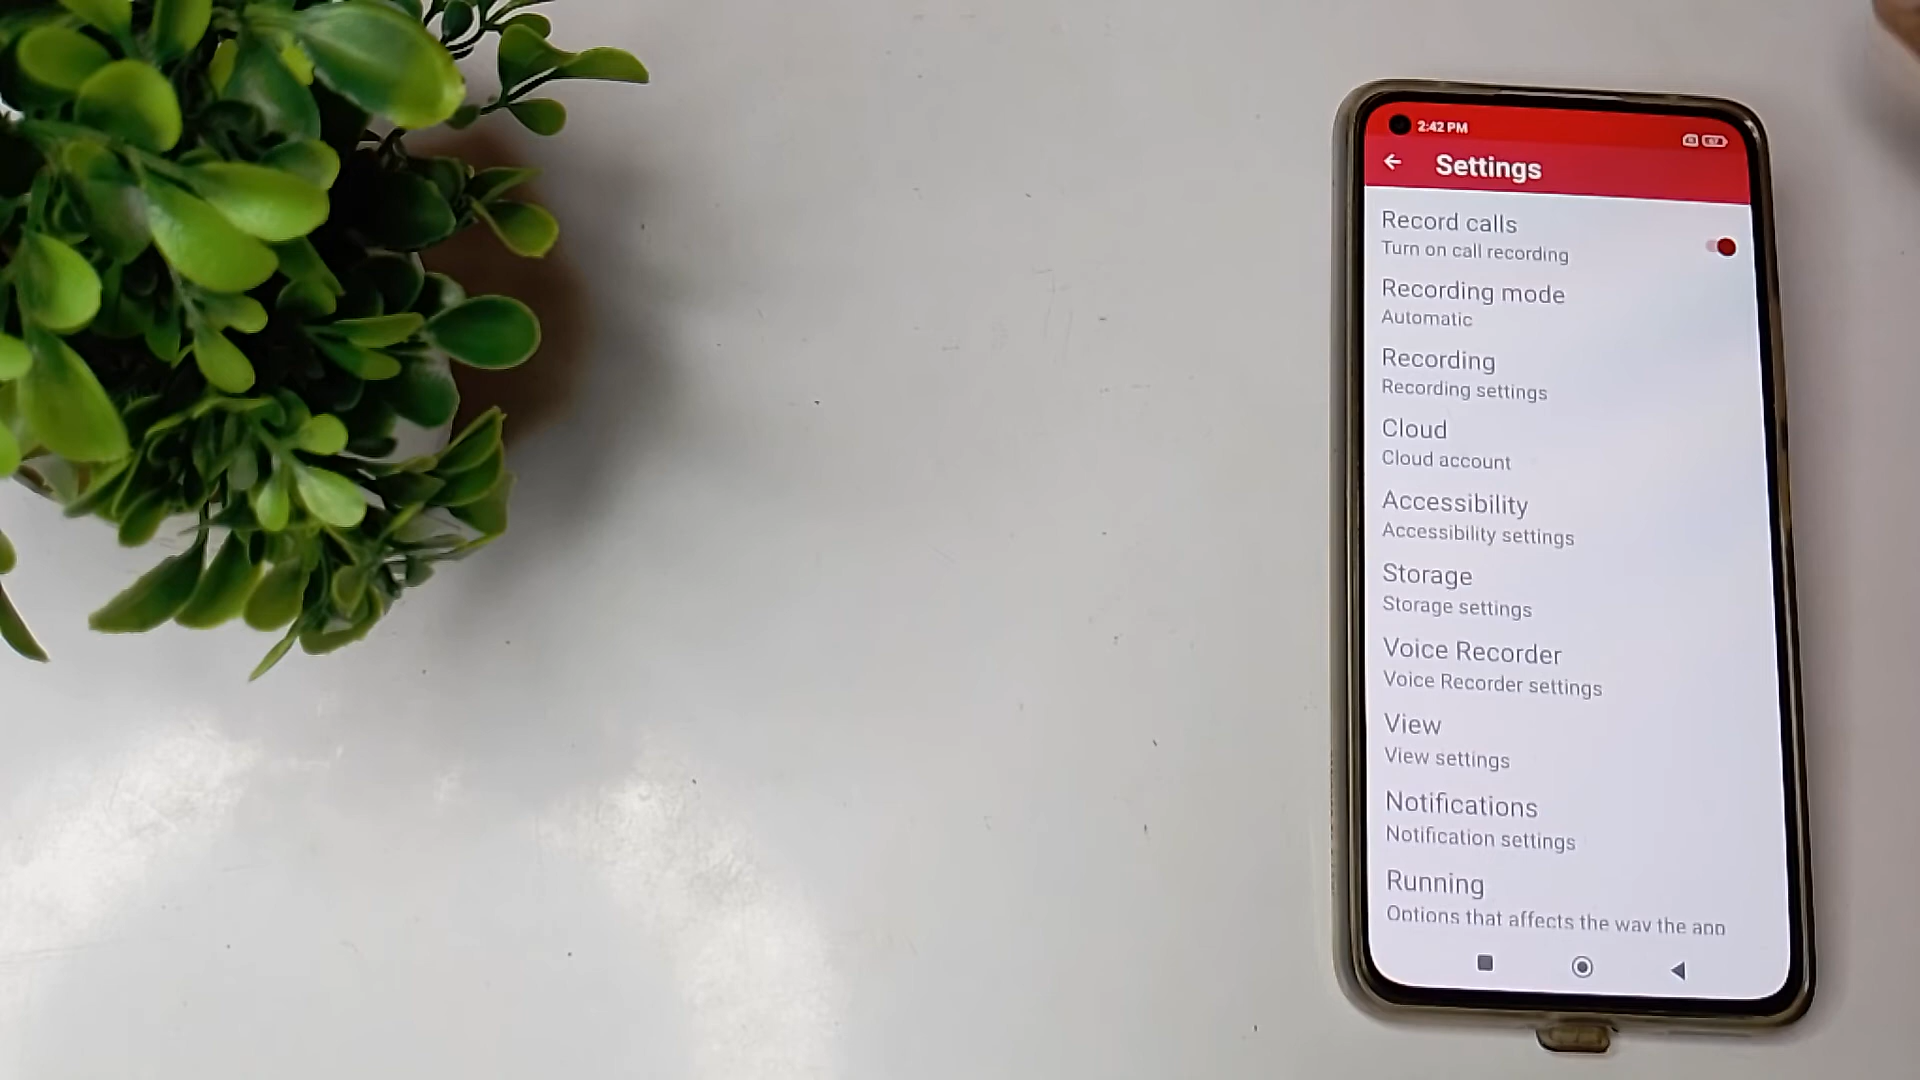 2:42 PM
Settings
Record calls
Turn on call recording
Recording mode
Automatic
Recording
Recording settings
Cloud
Cloud account
Accessibility
Accessibility settings
Storage
Storage settings
Voice Recorder
Voice Recorder settings
View
View settings
Notifications
Notification settings
Running
Options that affects the way the app